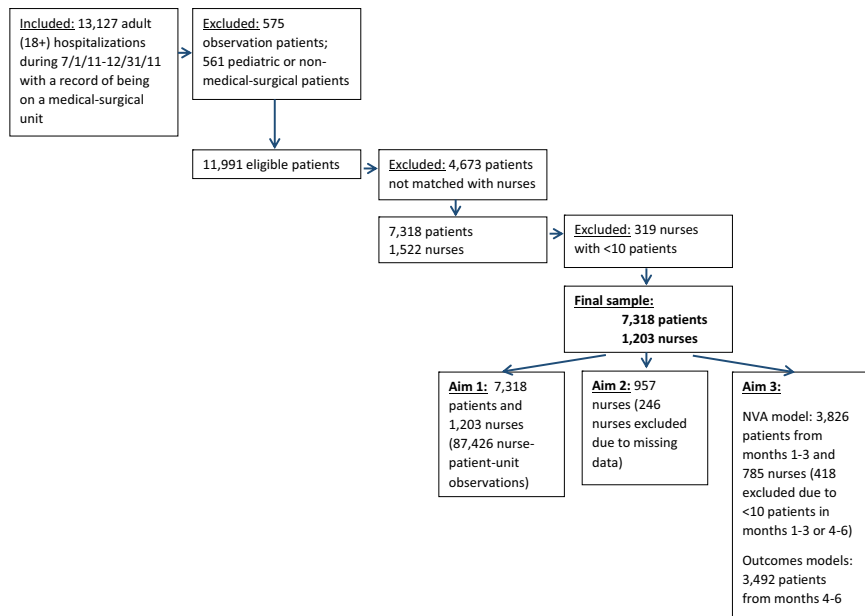 Included: 13,127 adult
(18+) hospitalizations
during 7/1/11-12/31/11
with a record of being
on a medical-surgical
unit
Excluded: 575
observation patients;
561 pediatric or non-
medical-surgical patients
11,991 eligible patients
Excluded: 4,673 patients
not matched with nurses
7,318 patients
1,522 nurses
Excluded: 319 nurses
with <10 patients
Final sample:
7,318 patients
1,203 nurses
Aim 1: 7,318
patients and
1,203 nurses
(87,426 nurse-
patient-unit
observations)
Aim 2: 957
nurses (246
nurses excluded
due to missing
data)
Aim 3:
NVA model: 3,826
patients from
months 1-3 and
785 nurses (418
excluded due to
<10 patients in
months 1-3 or 4-6)
Outcomes models:
3,492 patients
from months 4-6